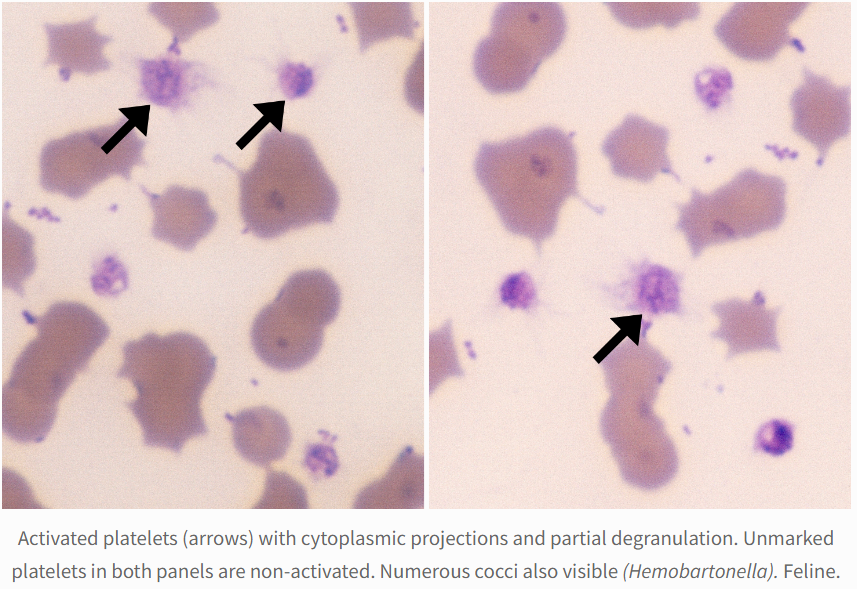 Activated platelets (arrows) with cytoplasmic projections and partial degranulation. Unmarked
platelets in both panels are non-activated. Numerous cocci also visible (Hemobartonella). Feline.